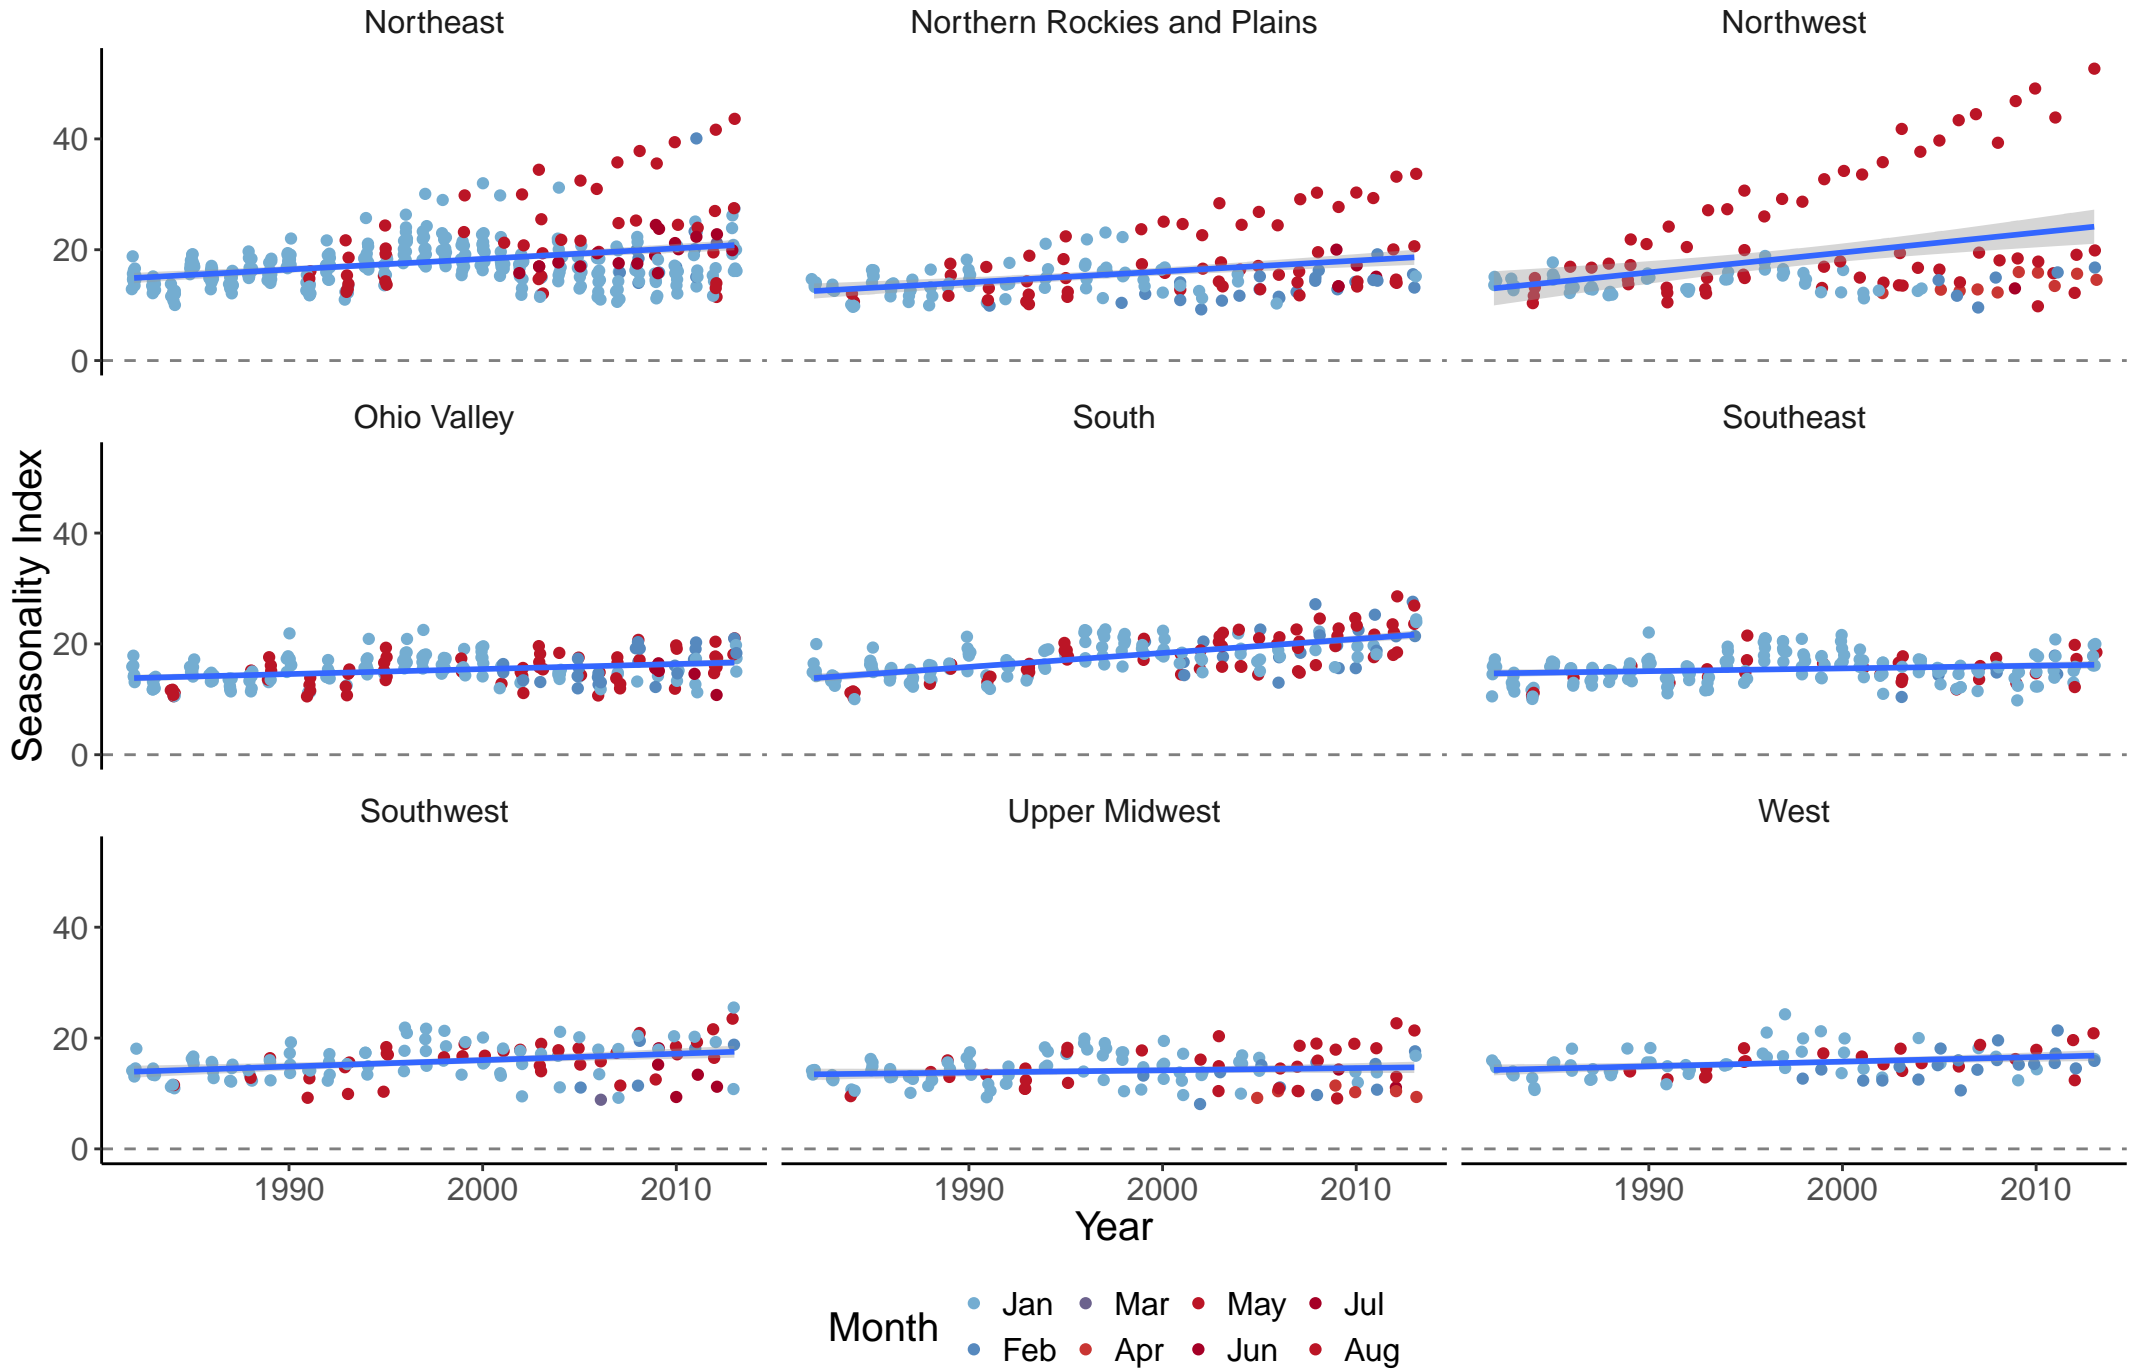 Northeast Northern Rockies and Plains Northwest
40
20
0
Ohio Valley South Southeast
40
20
0
Southwest Upper Midwest West
40
20
0
1990 2000 2010 1990 2000 2010 1990 2000 2010
Seasonality Index
Year
Month
Jan Mar May Jul
Feb Apr Jun Aug